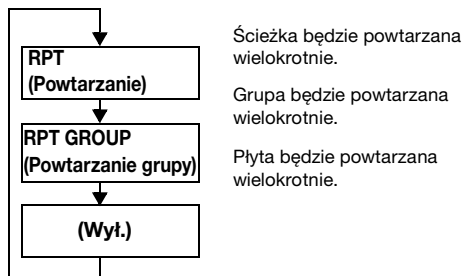 RPT
(Powtarzanie)
Ścieżka będzie powtarzana
wielokrotnie.
RPT GROUP
(Powtarzanie grupy)
Grupa będzie powtarzana
wielokrotnie.
(Wył.)
Płyta będzie powtarzana
wielokrotnie.